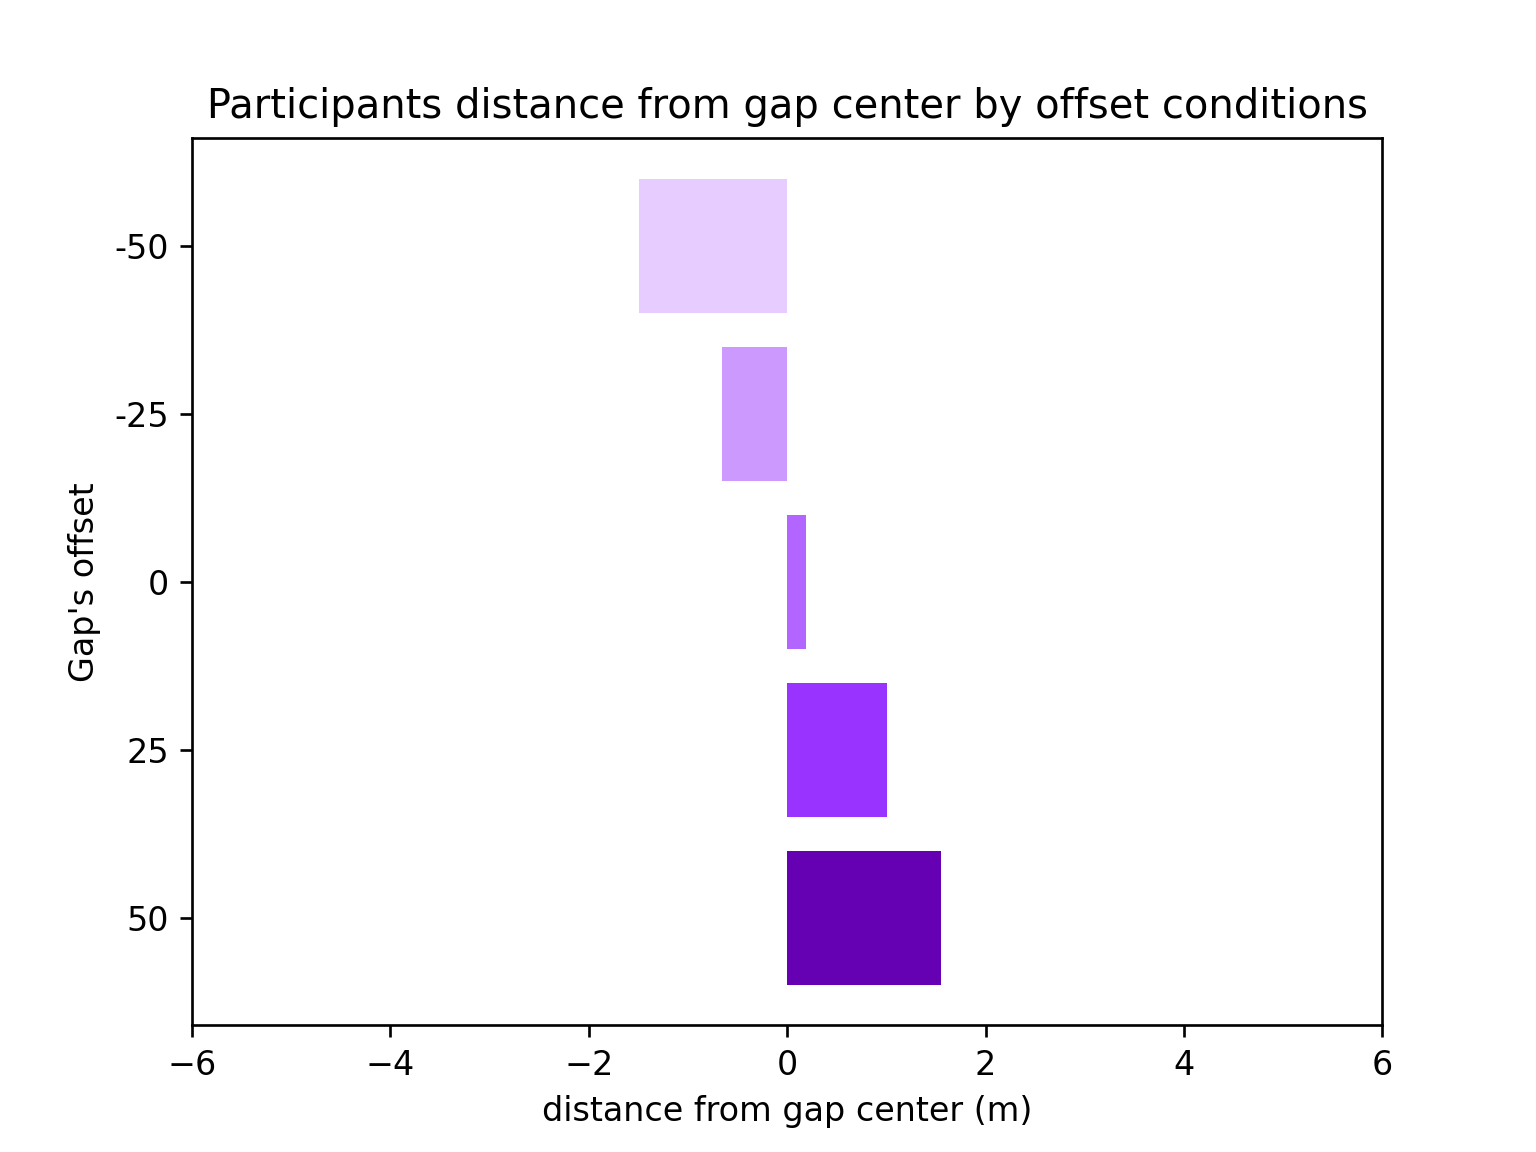 Participants distance from gap center by offset conditions
-50
-25
0
25
50
Gap's offset
−6 −4 −2 0 2 4 6
distance from gap center (m)